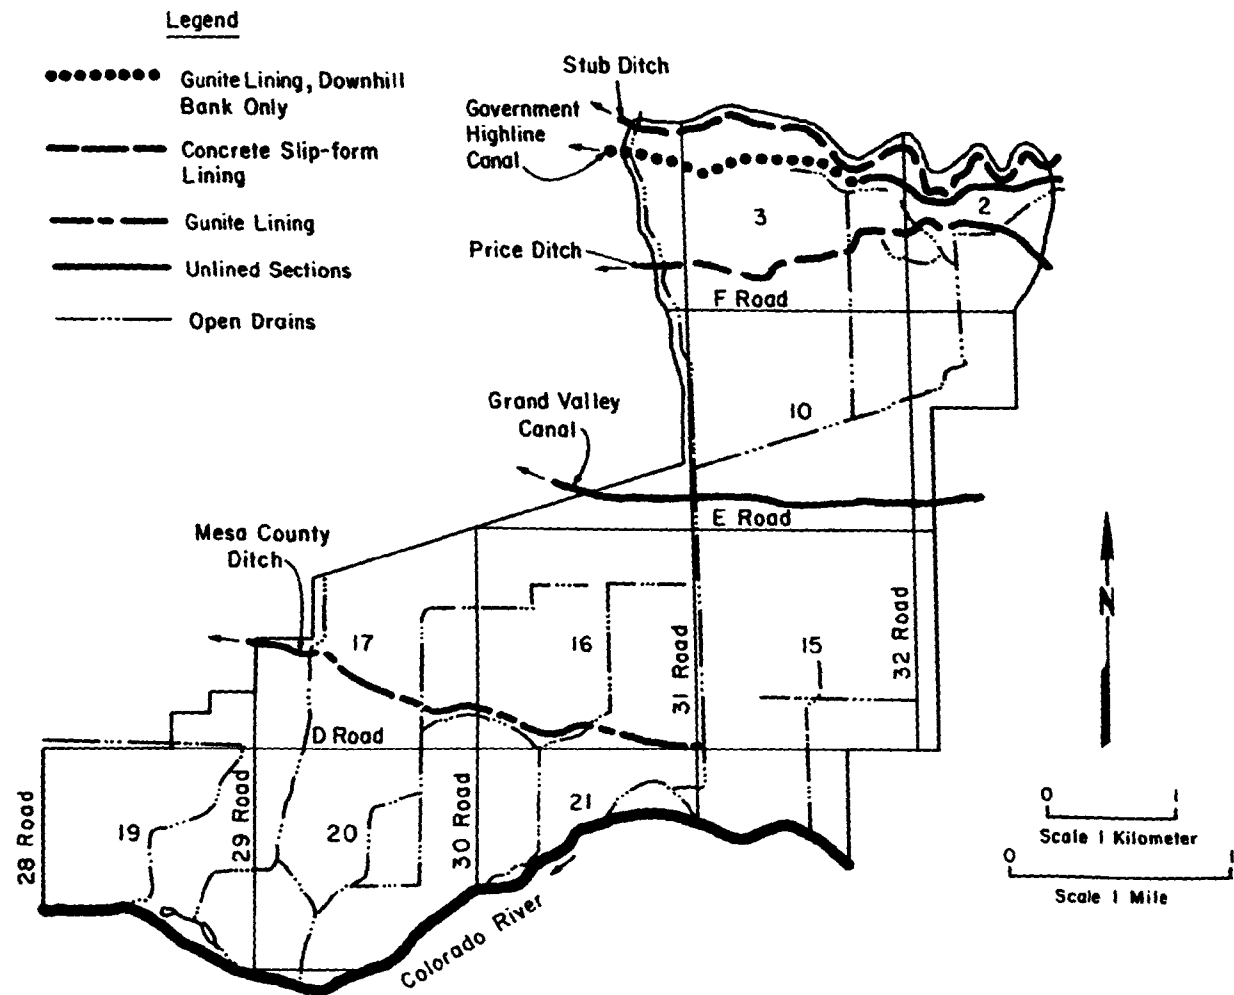 Legend
Gunite Lining, Downhill
Bank Only
Concrete Slip-form
Lining
Gunite Lining
Unlined Sections
Open Drains
Stub Ditch
Government
Highline
Canal
3
2
Price Ditch
F Road
10
Grand Valley
Canal
E Road
Mesa County
Ditch
17
16
31 Road
15
32 Road
N
D Road
28 Road
19
29 Road
20
30 Road
21
Colorado River
0 1
Scale 1 Kilometer
0 1
Scale 1 Mile